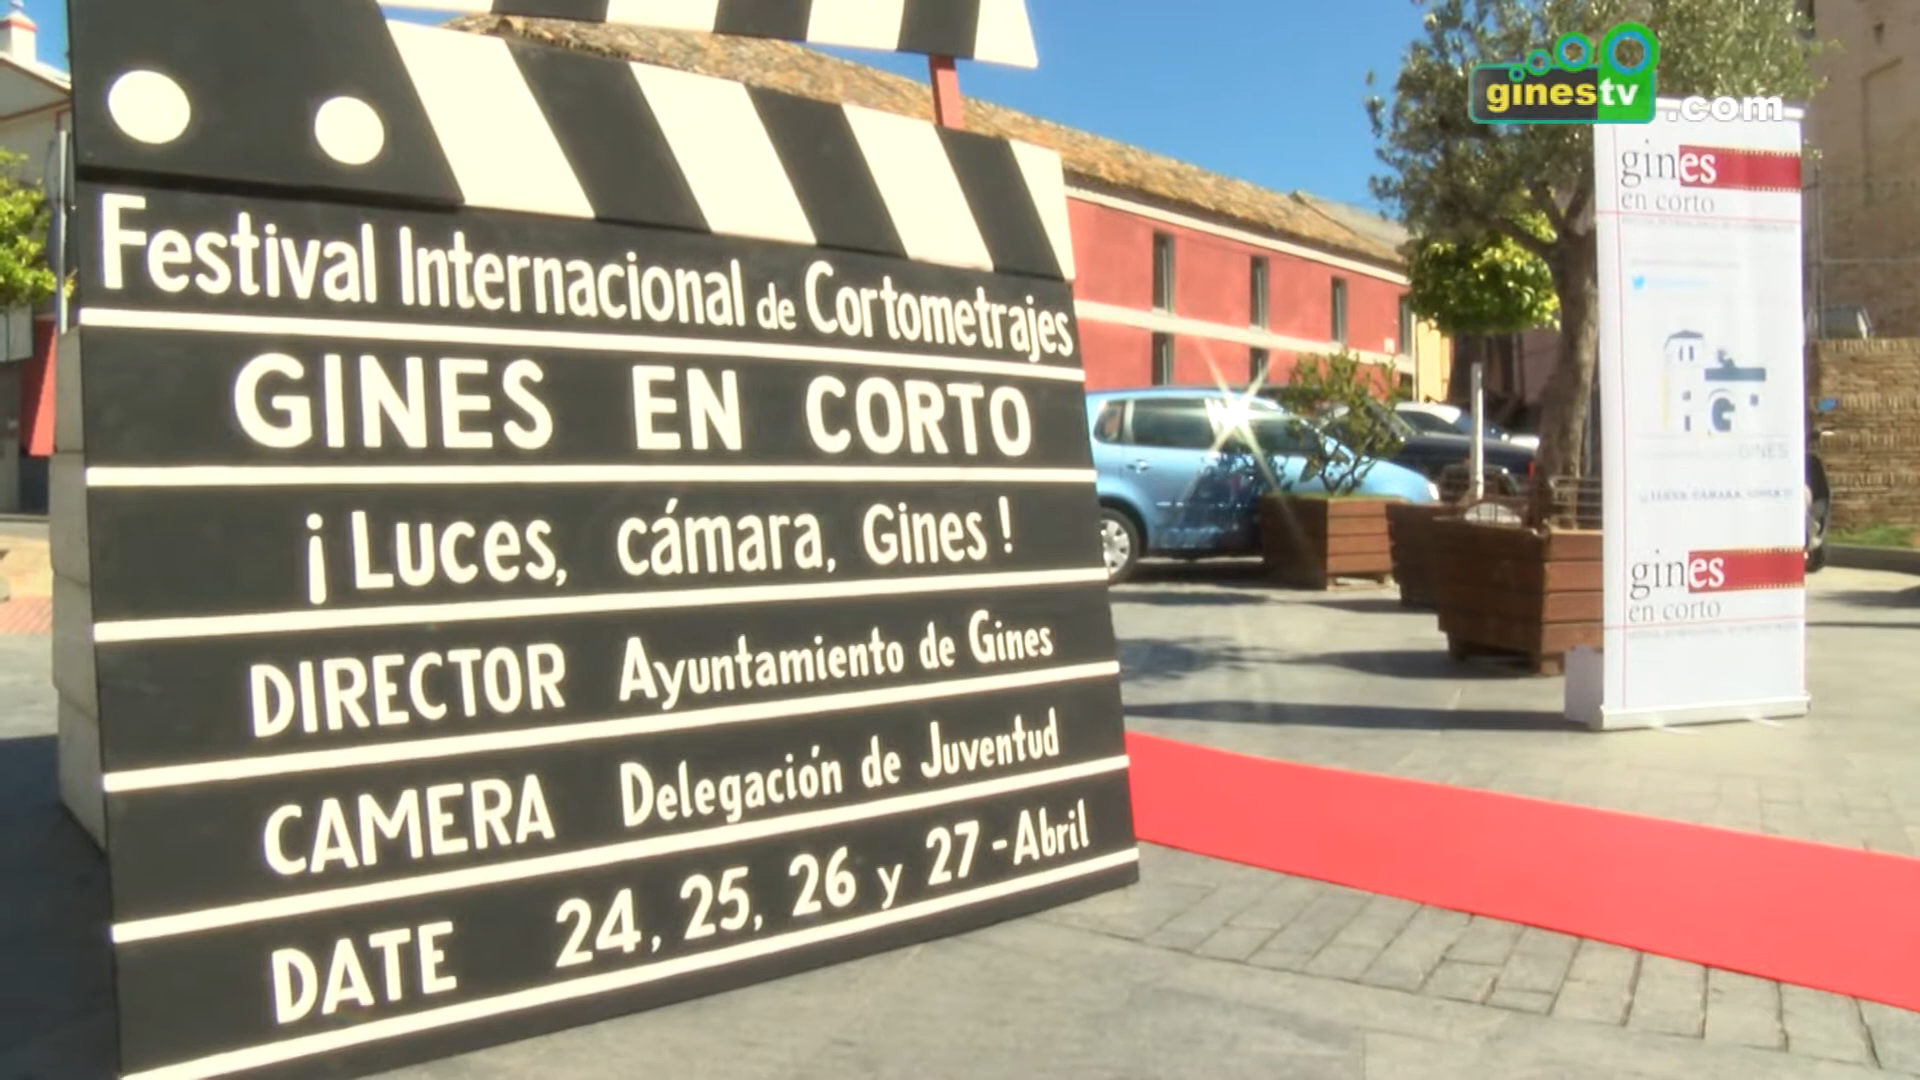 ginestv.com
Festival Internacional de Cortometrajes
GINES EN CORTO
¡Luces, cámara, Gines!
DIRECTOR Ayuntamiento de Gines
CAMERA Delegación de Juventud
DATE 24, 25, 26 y 27 - Abril
gines
en corto
GINES
gines
en corto